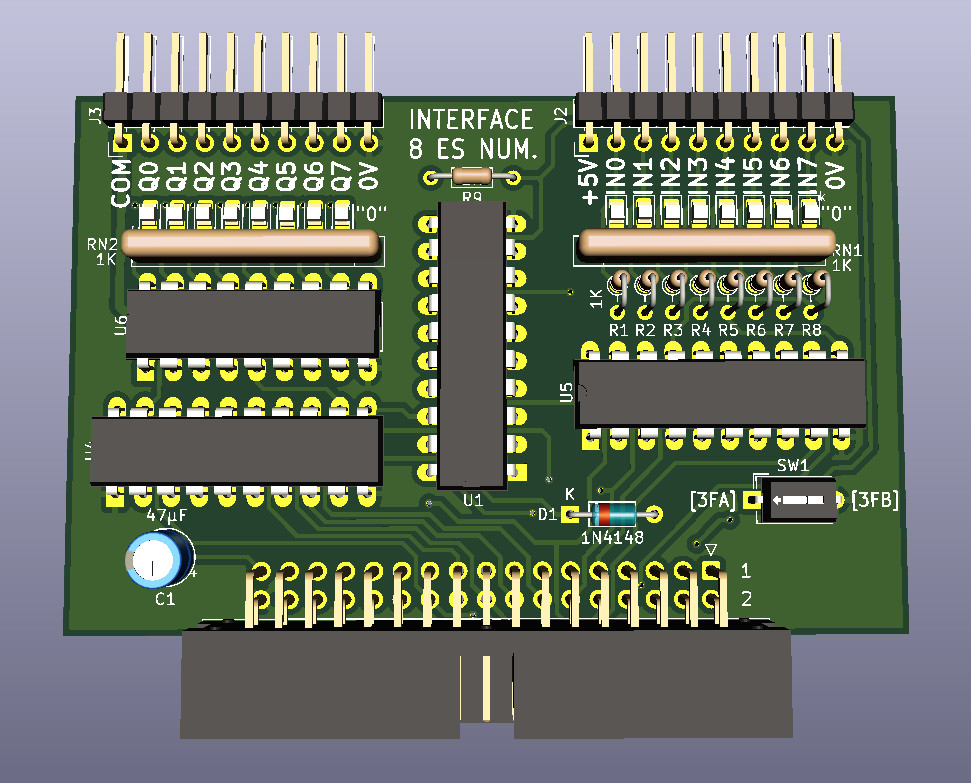 J3
J2
INTERFACE
8 ES NUM.
COM Q0 Q1 Q2 Q3 Q4 Q5 Q6 Q7 0V
+5V IN0 IN1 IN2 IN3 IN4 IN5 IN6 IN7 0V
R9
"0"
"0"
RN2
1K
RN1
1K
1K
R1 R2 R3 R4 R5 R6 R7 R8
U6
U5
SW1
[3FA] [3FB]
U1
K
D1
1N4148
47µF
C1
+
1
2